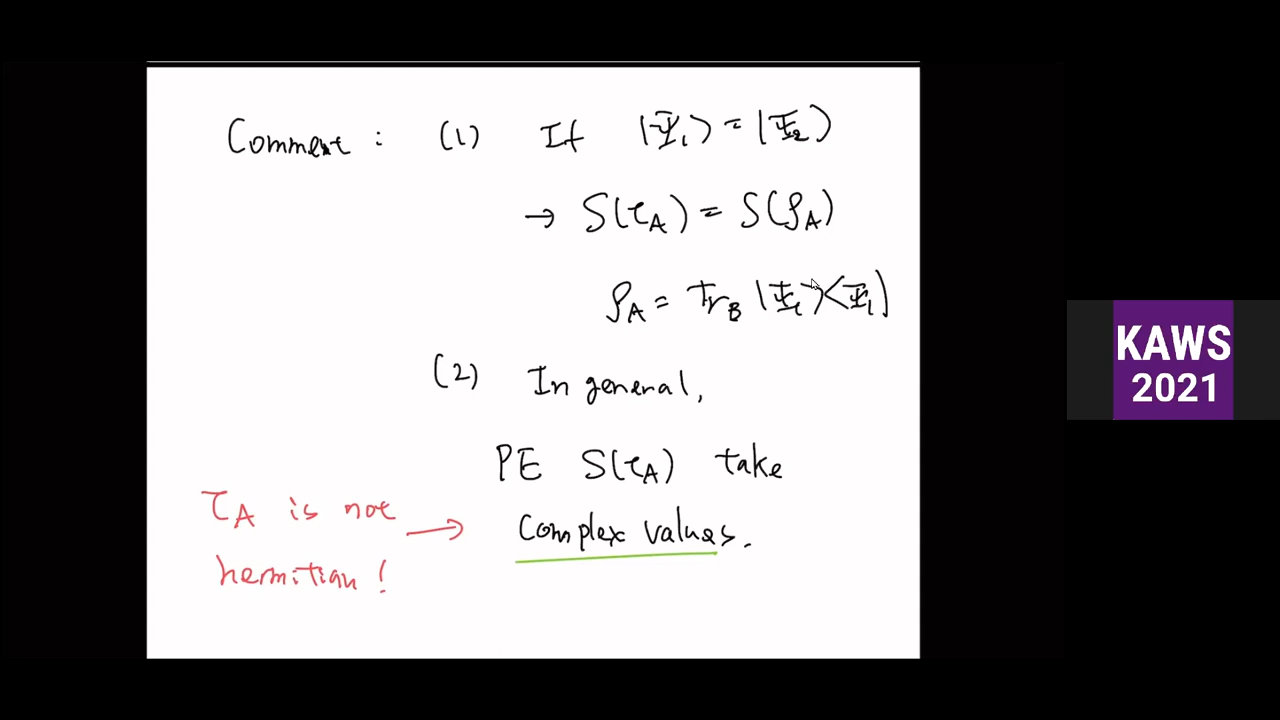 Comment : (1) If |Ψ₁⟩ = |Ψ₂⟩
→ S(τ_A) = S(ρ_A)
ρ_A = Tr_B |Ψ₁⟩⟨Ψ₁|
(2) In general,
PE S(τ_A) take
complex values.
τ_A is not →
hermitian !
KAWS
2021